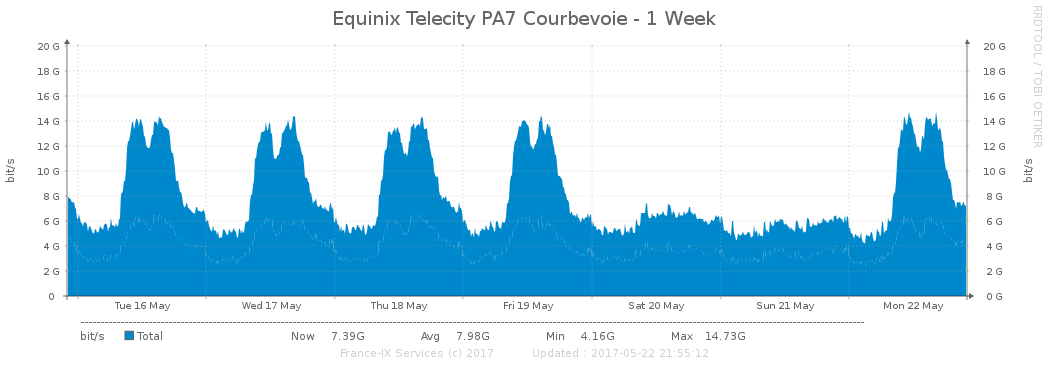 Equinix Telecity PA7 Courbevoie - 1 Week
RRDTOOL / TOBI OETIKER
bit/s
bit/s
20 G 20 G
18 G 18 G
16 G 16 G
14 G 14 G
12 G 12 G
10 G 10 G
8 G 8 G
6 G 6 G
4 G 4 G
2 G 2 G
0 0 G
Tue 16 May Wed 17 May Thu 18 May Fri 19 May Sat 20 May Sun 21 May Mon 22 May
bit/s Total Now 7.39G Avg 7.98G Min 4.16G Max 14.73G
France-IX Services (c) 2017 Updated : 2017-05-22 21:55:12